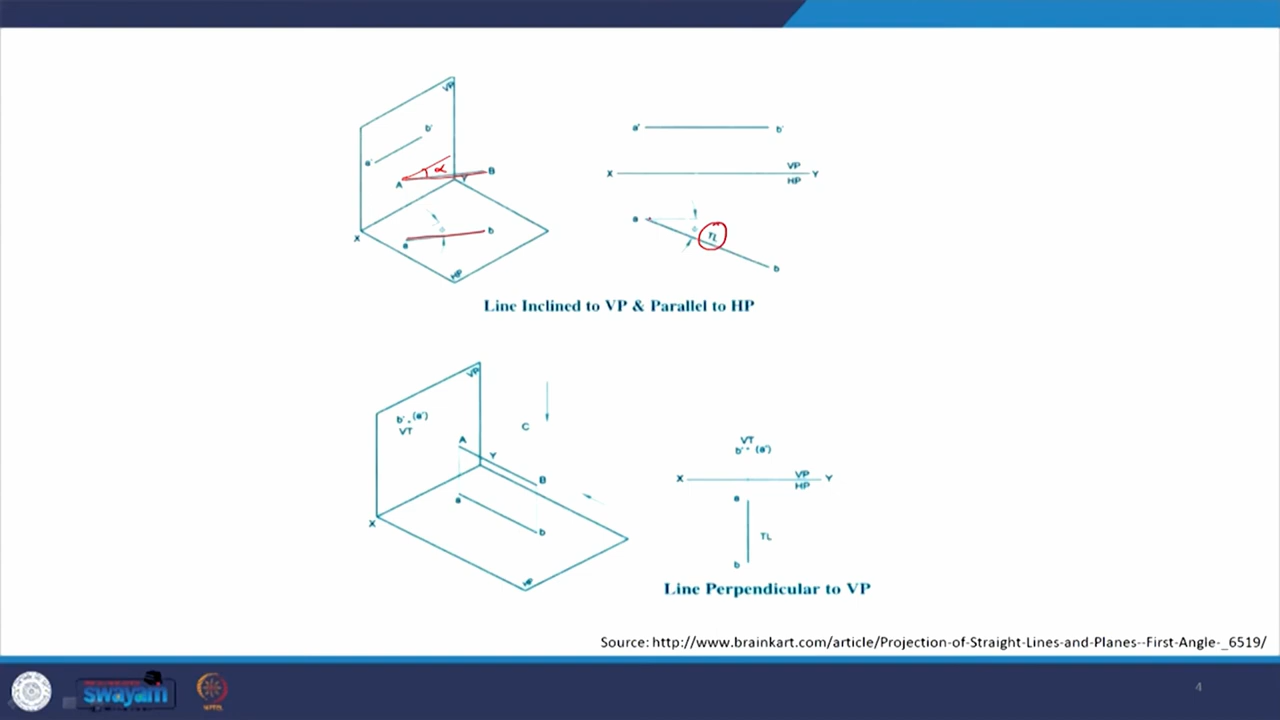 VP
b'
a'
α
A
B
Y
X
a
b
HP
a'
b'
X
VP
HP
Y
a
TL
b
Line Inclined to VP & Parallel to HP
VP
b'. (a')
VT
C
A
Y
B
a
b
X
HP
VT
b'. (a')
X
VP
HP
Y
a
TL
b
Line Perpendicular to VP
Source: http://www.brainkart.com/article/Projection-of-Straight-Lines-and-Planes--First-Angle-_6519/
swayam
4